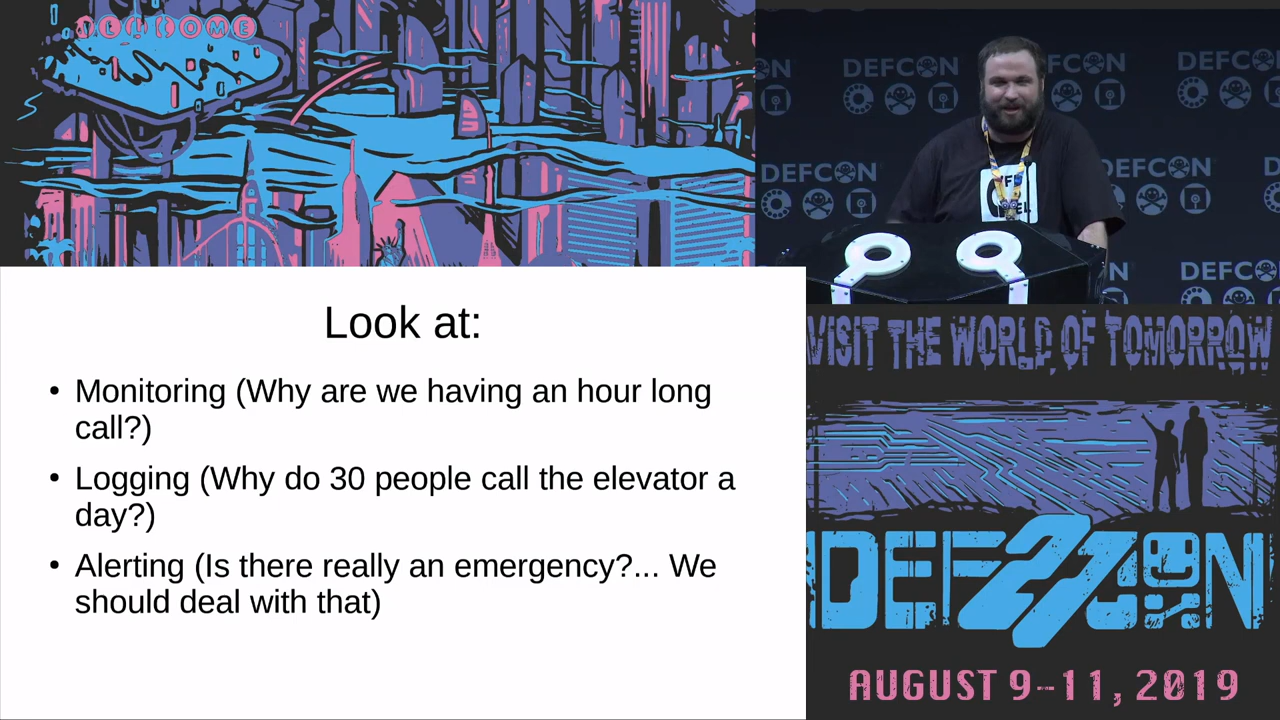 WELCOME
DEFCON
DEFCON
DEFCON
DEFCON
Look at:
• Monitoring (Why are we having an hour long
call?)
• Logging (Why do 30 people call the elevator a
day?)
• Alerting (Is there really an emergency?... We
should deal with that)
VISIT THE WORLD OF TOMORROW
DEF27CON
AUGUST 9–11, 2019